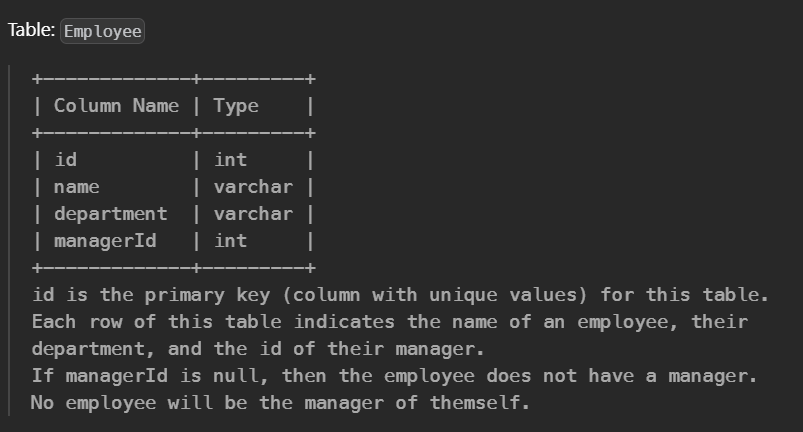 Table: Employee
+-------------+---------+
| Column Name | Type    |
+-------------+---------+
| id          | int     |
| name        | varchar |
| department  | varchar |
| managerId   | int     |
+-------------+---------+
id is the primary key (column with unique values) for this table.
Each row of this table indicates the name of an employee, their
department, and the id of their manager.
If managerId is null, then the employee does not have a manager.
No employee will be the manager of themself.